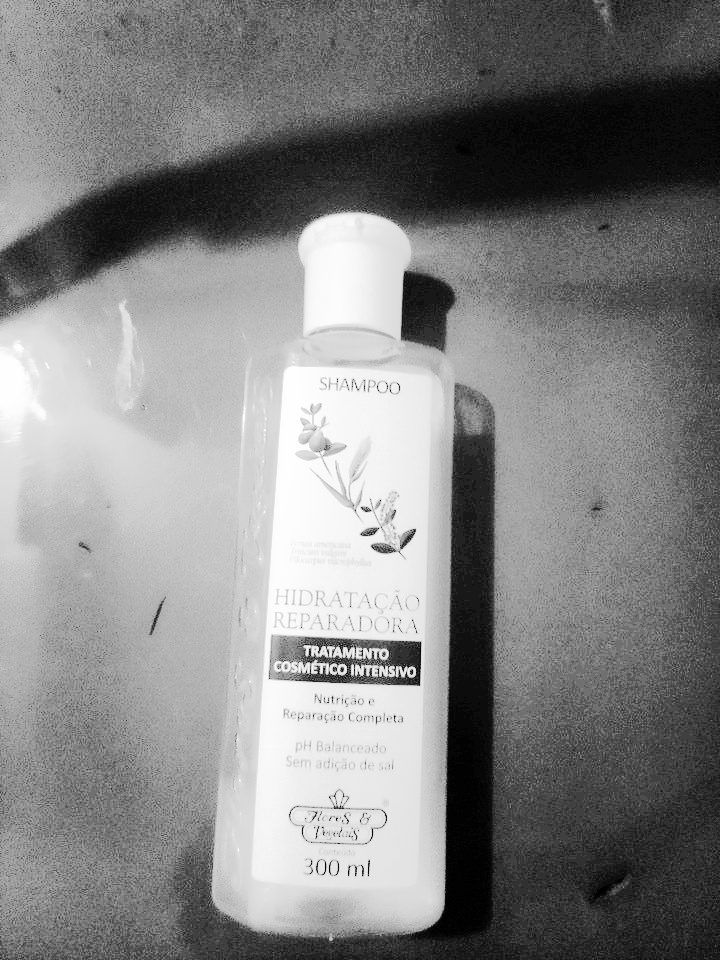 SHAMPOO
HIDRATAÇÃO
REPARADORA
TRATAMENTO
COSMÉTICO INTENSIVO
Nutrição e
Reparação Completa
pH Balanceado
Sem adição de sal
Flores &
Vegetais
®
Conteúdo
300 ml